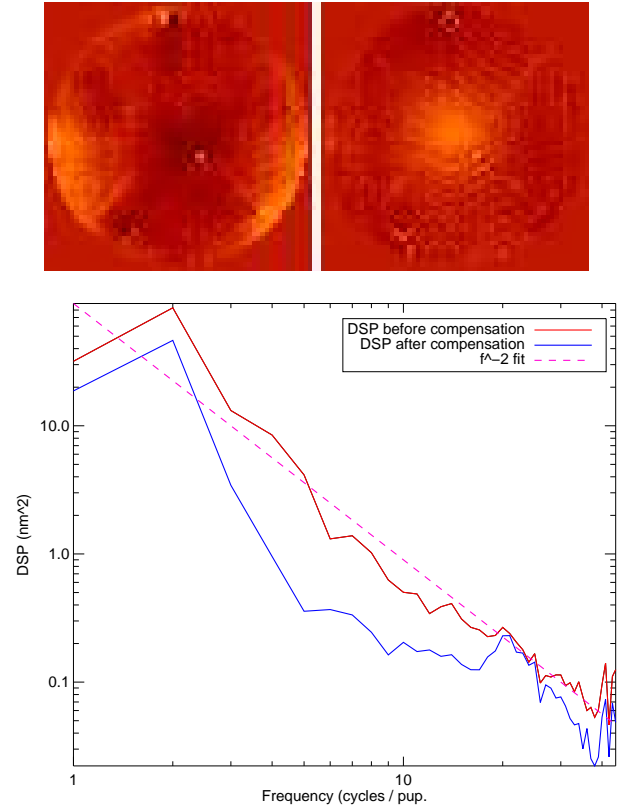 DSP before compensation
DSP after compensation
f^-2 fit
10.0
1.0
0.1
DSP (nm^2)
1
10
Frequency (cycles / pup.